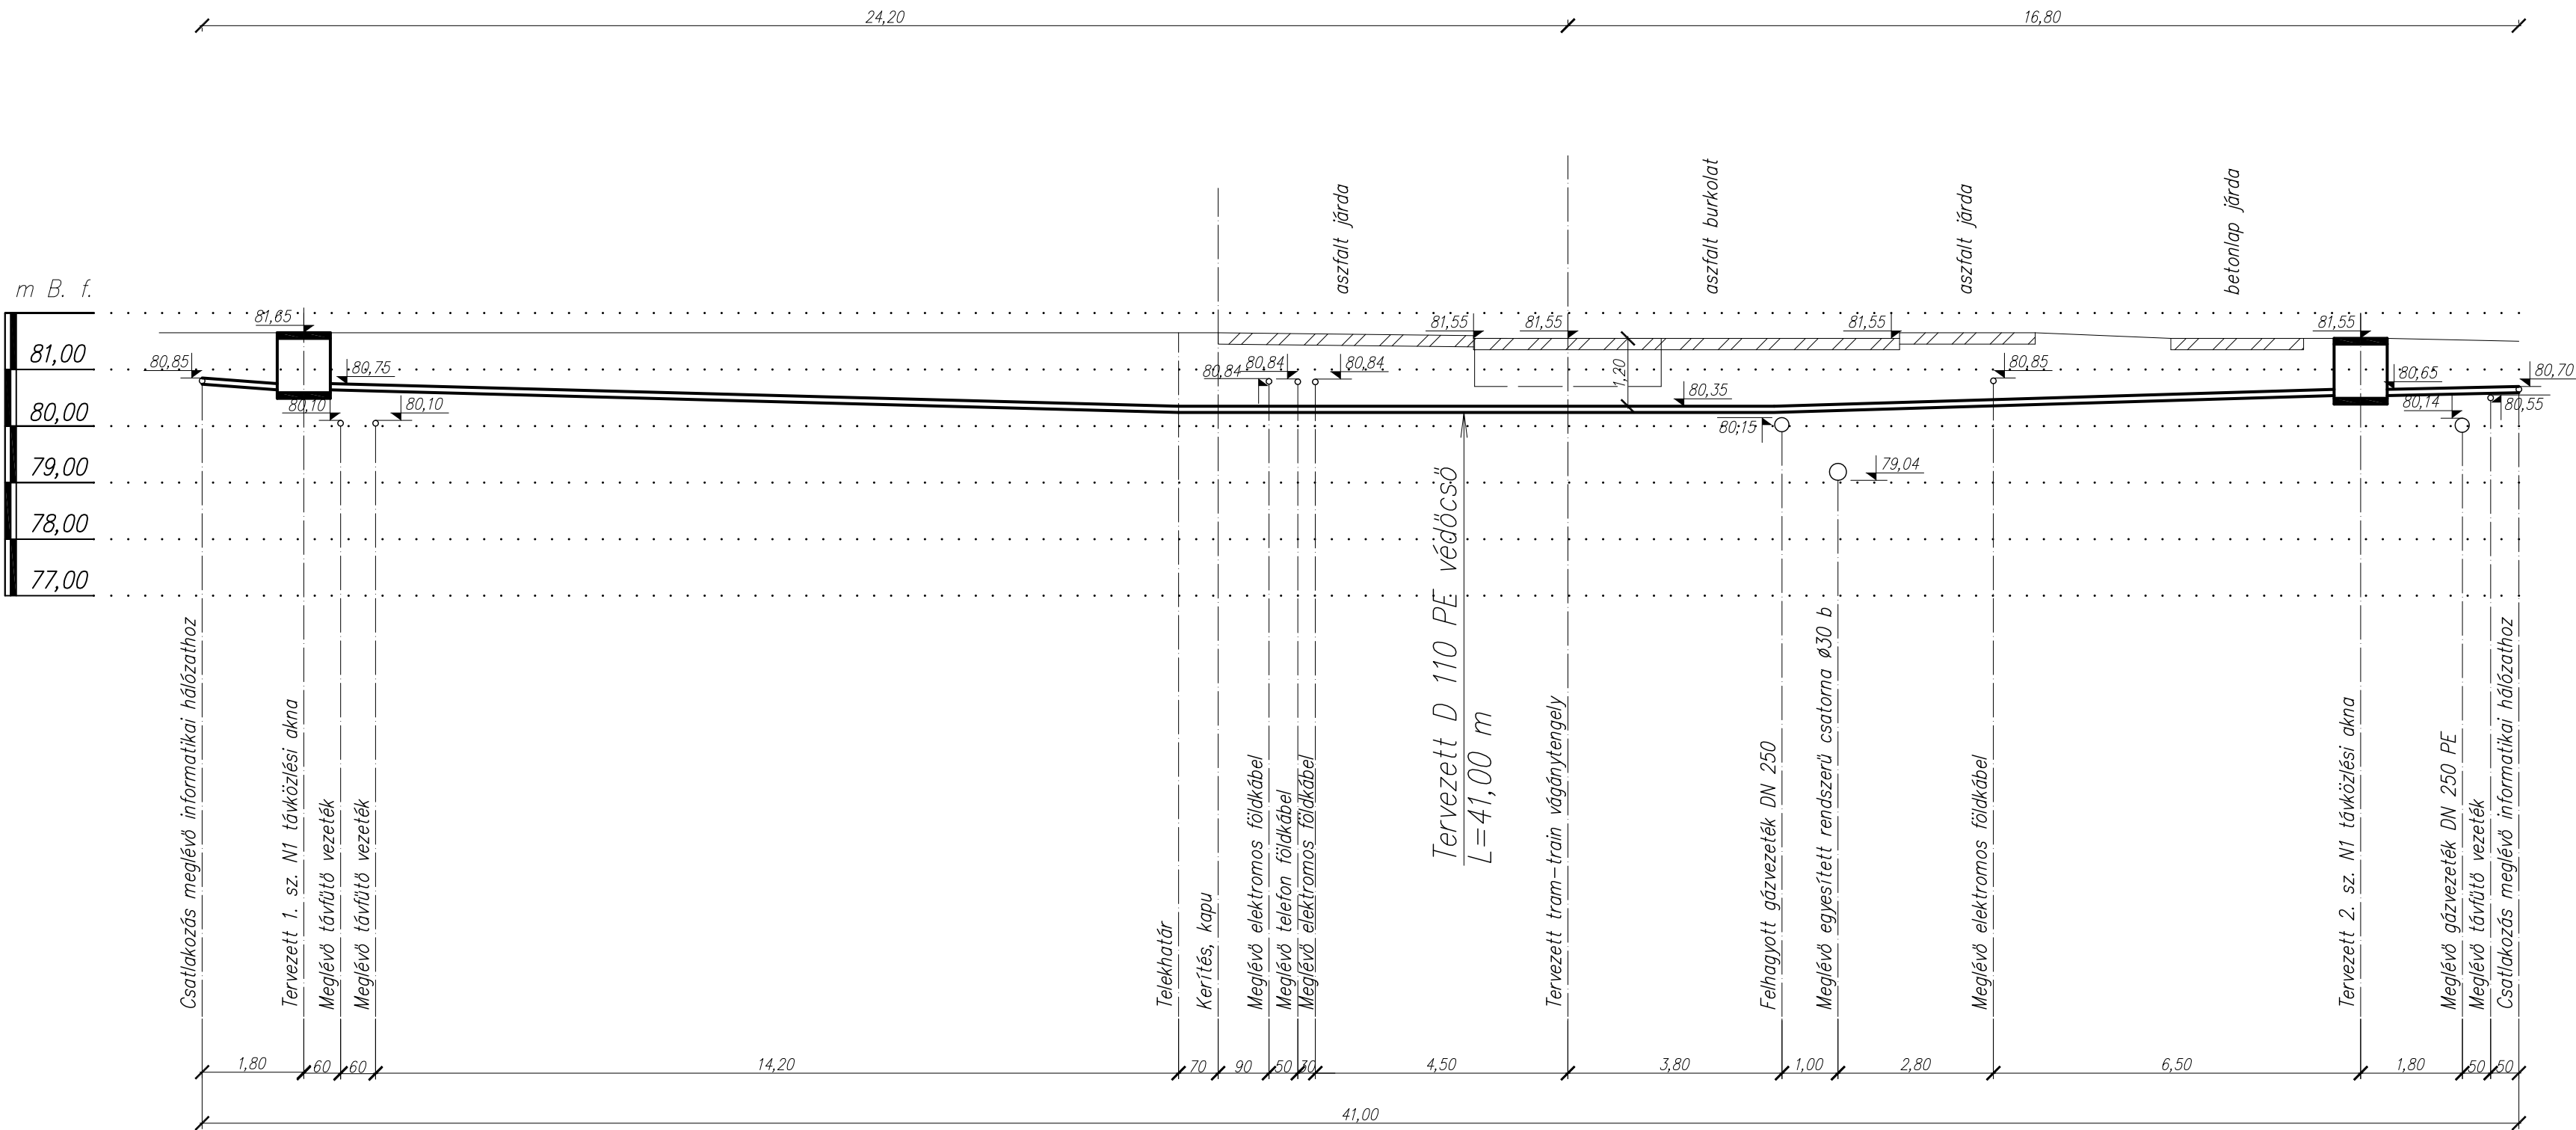 24,20
16,80
aszfalt járda
aszfalt burkolat
aszfalt járda
betonlap járda
m B. f.
81,00
80,00
79,00
78,00
77,00
81,65
80,85
80,75
80,10
80,10
80,84
80,84
80,84
81,55
81,55
1,20
80,35
80,15
81,55
79,04
80,85
81,55
80,65
80,70
80,14
80,55
Tervezett D 110 PE védőcső
L=41,00 m
Csatlakozás meglévő informatikai hálózathoz
Tervezett 1. sz. N1 távközlési akna
Meglévő távfűtő vezeték
Meglévő távfűtő vezeték
Telekhatár
Kerítés, kapu
Meglévő elektromos földkábel
Meglévő telefon földkábel
Meglévő elektromos földkábel
Tervezett tram-train vágánytengely
Felhagyott gázvezeték DN 250
Meglévő egyesített rendszerű csatorna ø30 b
Meglévő elektromos földkábel
Tervezett 2. sz. N1 távközlési akna
Meglévő gázvezeték DN 250 PE
Meglévő távfűtő vezeték
Csatlakozás meglévő informatikai hálózathoz
1,80
60
60
14,20
70
90
50
30
4,50
3,80
1,00
2,80
6,50
1,80
50
50
41,00